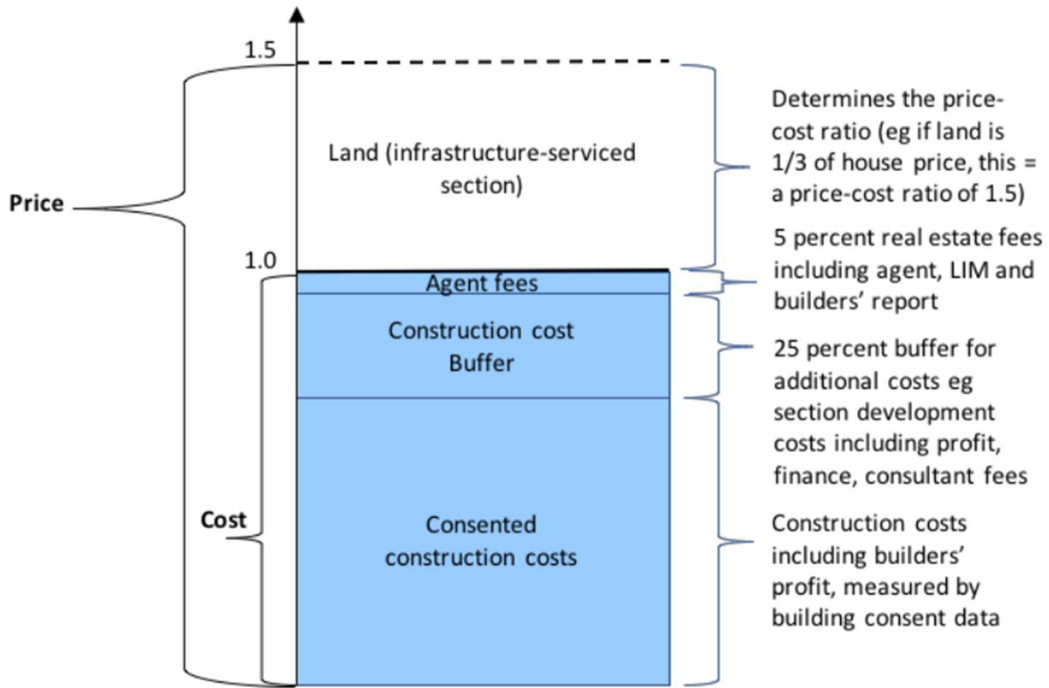 1.5
Land (infrastructure-serviced
section)
Price
1.0
Agent fees
Construction cost
Buffer
Cost
Consented
construction costs
Determines the price-
cost ratio (eg if land is
1/3 of house price, this =
a price-cost ratio of 1.5)
5 percent real estate fees
including agent, LIM and
builders’ report
25 percent buffer for
additional costs eg
section development
costs including profit,
finance, consultant fees
Construction costs
including builders’
profit, measured by
building consent data